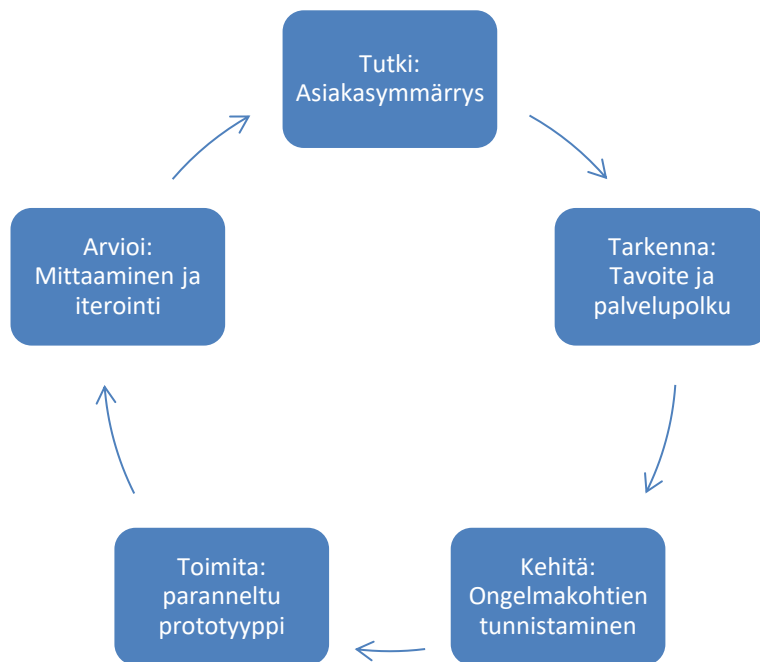 Tutki:
Asiakasymmärrys
Tarkenna:
Tavoite ja
palvelupolku
Kehitä:
Ongelmakohtien
tunnistaminen
Toimita:
paranneltu
prototyyppi
Arvioi:
Mittaaminen ja
iterointi